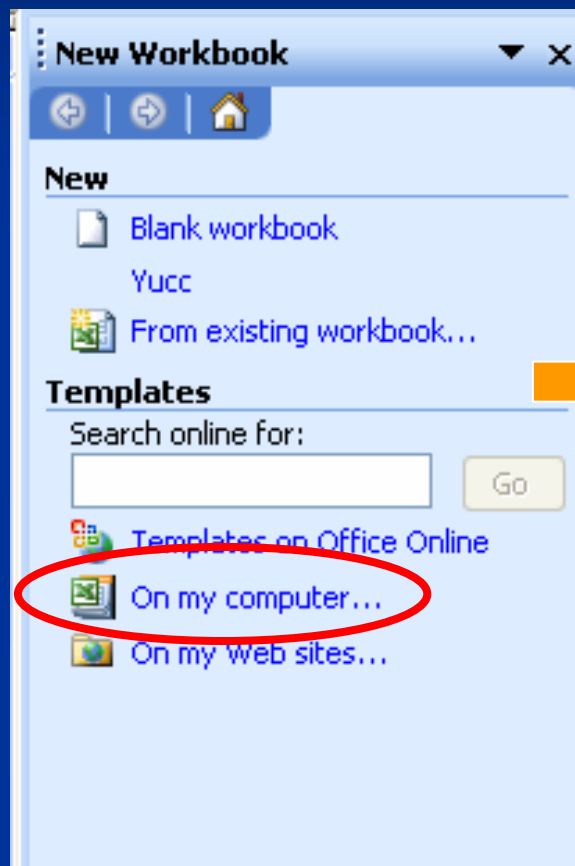 New Workbook
New
Blank workbook
Yucc
From existing workbook...
Templates
Search online for:
Go
Templates on Office Online
On my computer...
On my Web sites...